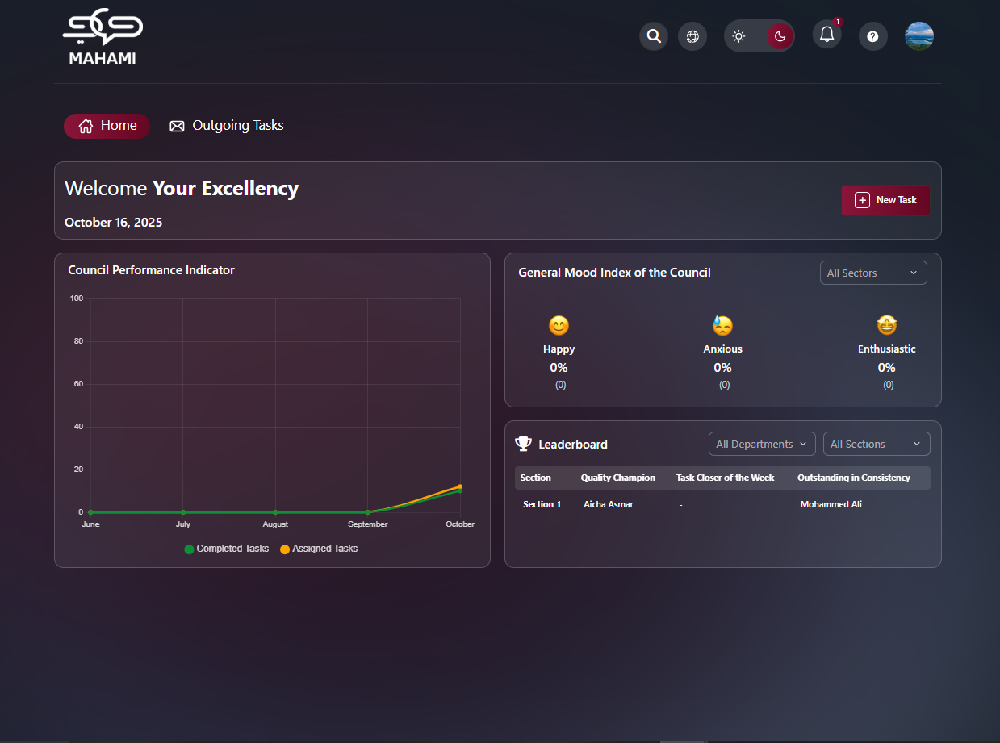 مهامي
MAHAMI
1
Home
Outgoing Tasks
Welcome Your Excellency
October 16, 2025
New Task
Council Performance Indicator
100
80
60
40
20
0
June July August September October
Completed Tasks Assigned Tasks
General Mood Index of the Council
All Sectors
Happy Anxious Enthusiastic
0% 0% 0%
(0) (0) (0)
Leaderboard
All Departments
All Sections
Section Quality Champion Task Closer of the Week Outstanding in Consistency
Section 1 Aicha Asmar - Mohammed Ali